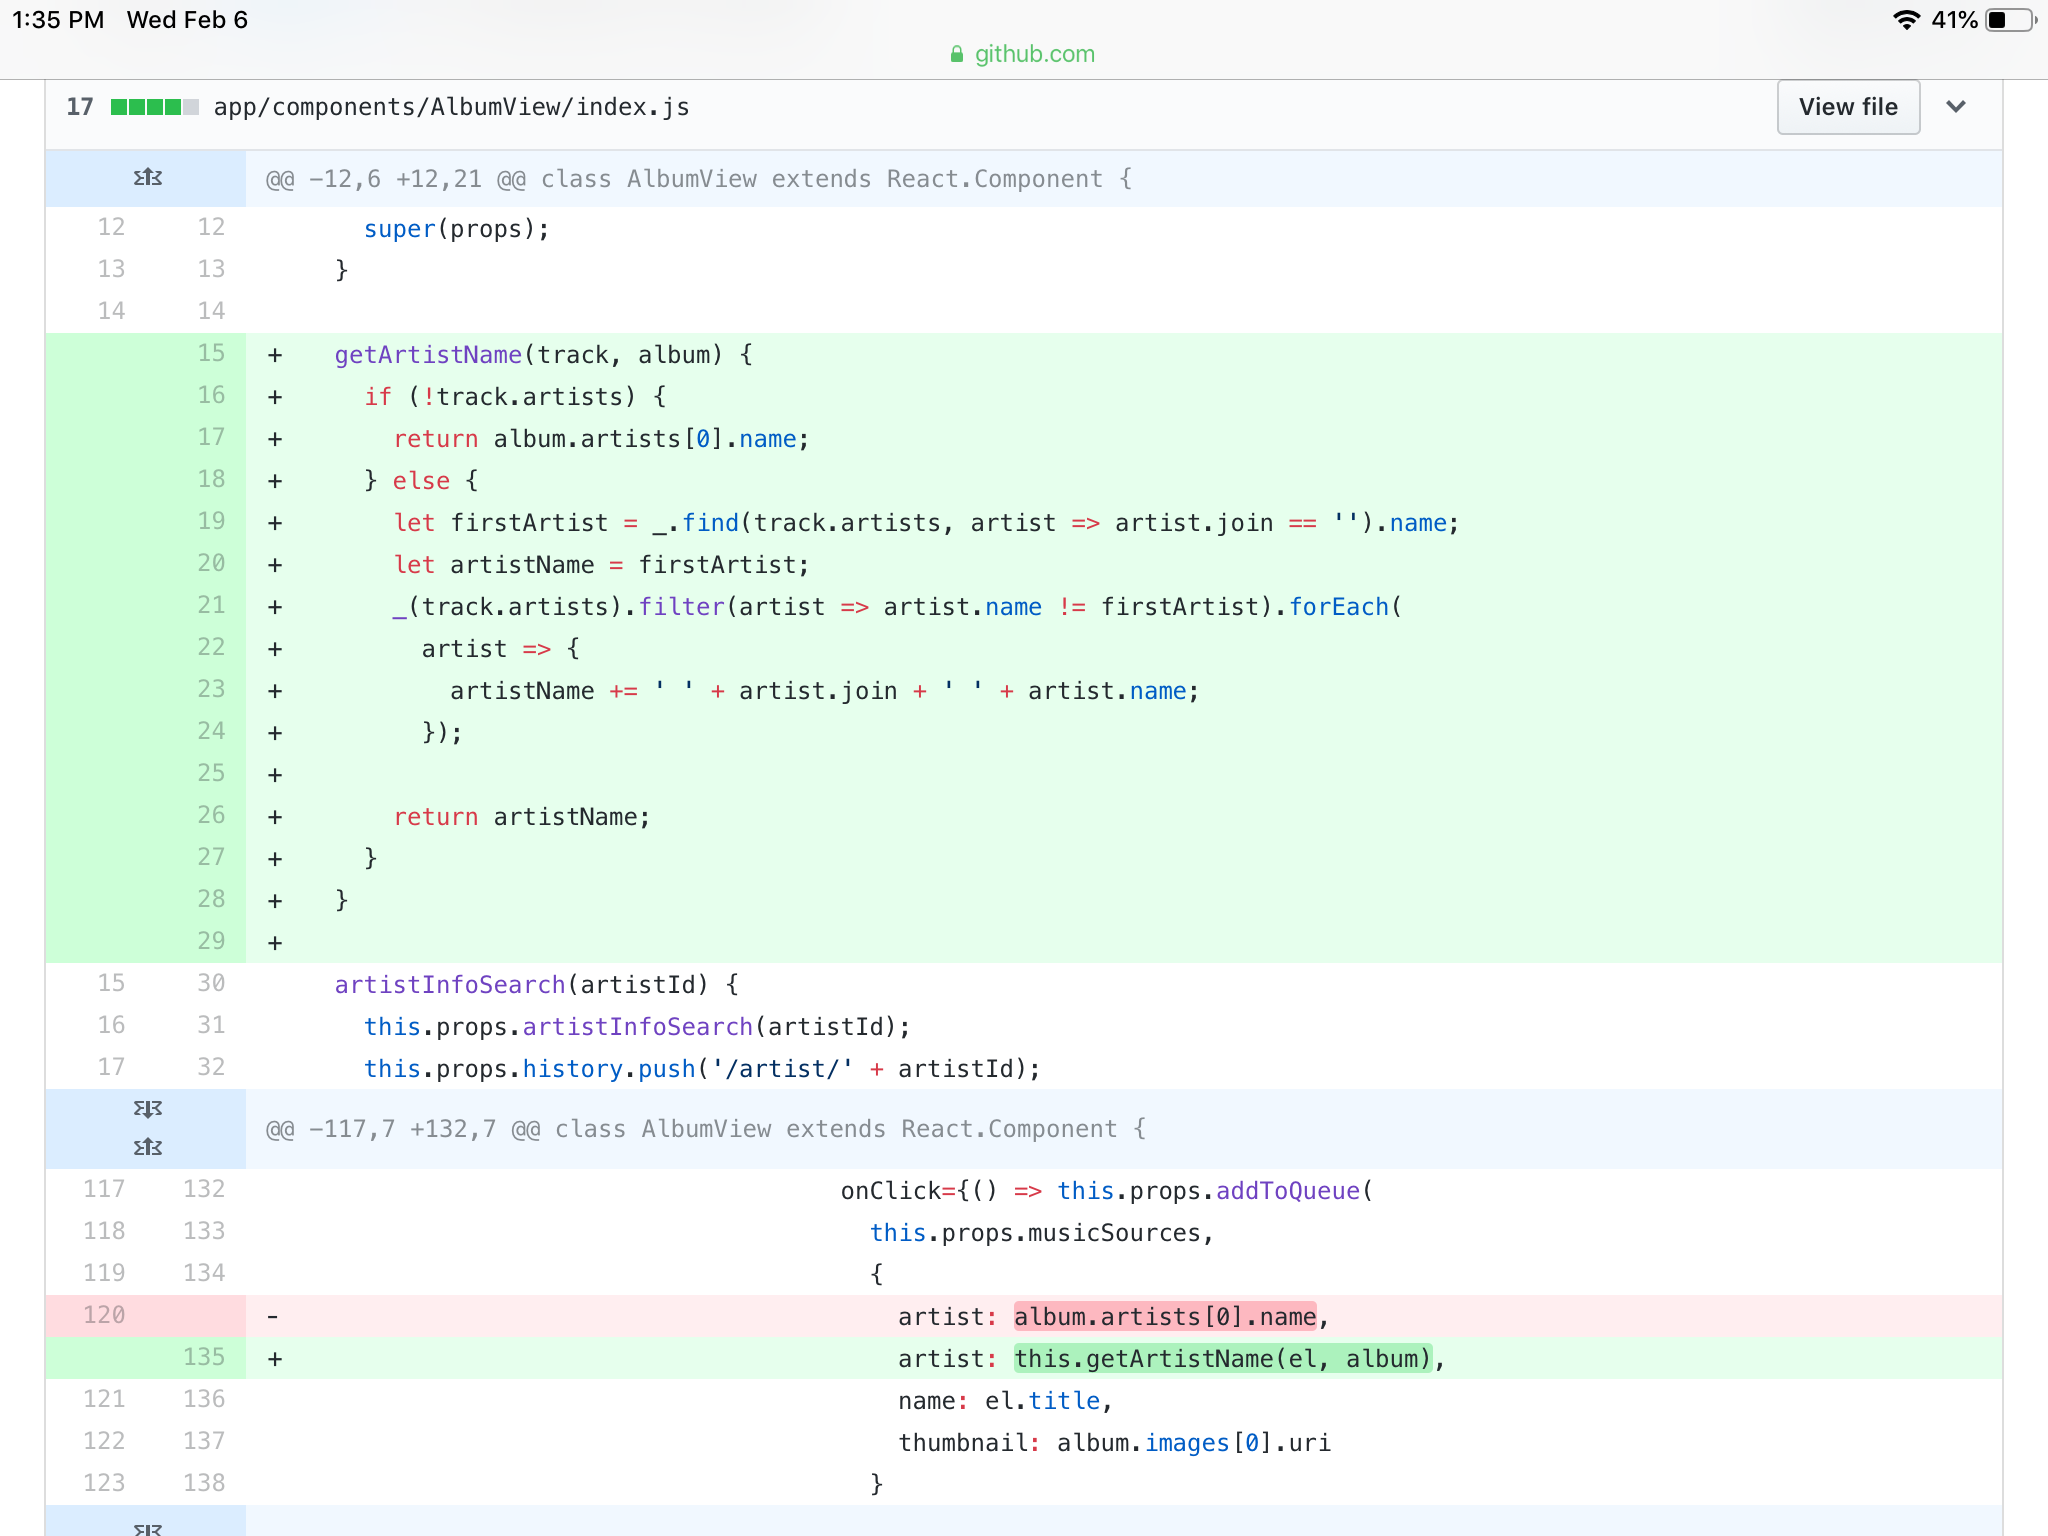 1:35 PM Wed Feb 6 41%
github.com
17 app/components/AlbumView/index.js View file
@@ -12,6 +12,21 @@ class AlbumView extends React.Component {
12 12 super(props);
13 13 }
14 14
15 + getArtistName(track, album) {
16 + if (!track.artists) {
17 + return album.artists[0].name;
18 + } else {
19 + let firstArtist = _.find(track.artists, artist => artist.join == '').name;
20 + let artistName = firstArtist;
21 + _(track.artists).filter(artist => artist.name != firstArtist).forEach(
22 + artist => {
23 + artistName += ' ' + artist.join + ' ' + artist.name;
24 + });
25 +
26 + return artistName;
27 + }
28 + }
29 +
15 30 artistInfoSearch(artistId) {
16 31 this.props.artistInfoSearch(artistId);
17 32 this.props.history.push('/artist/' + artistId);
@@ -117,7 +132,7 @@ class AlbumView extends React.Component {
117 132 onClick={() => this.props.addToQueue(
118 133 this.props.musicSources,
119 134 {
120 - artist: album.artists[0].name,
135 + artist: this.getArtistName(el, album),
121 136 name: el.title,
122 137 thumbnail: album.images[0].uri
123 138 }